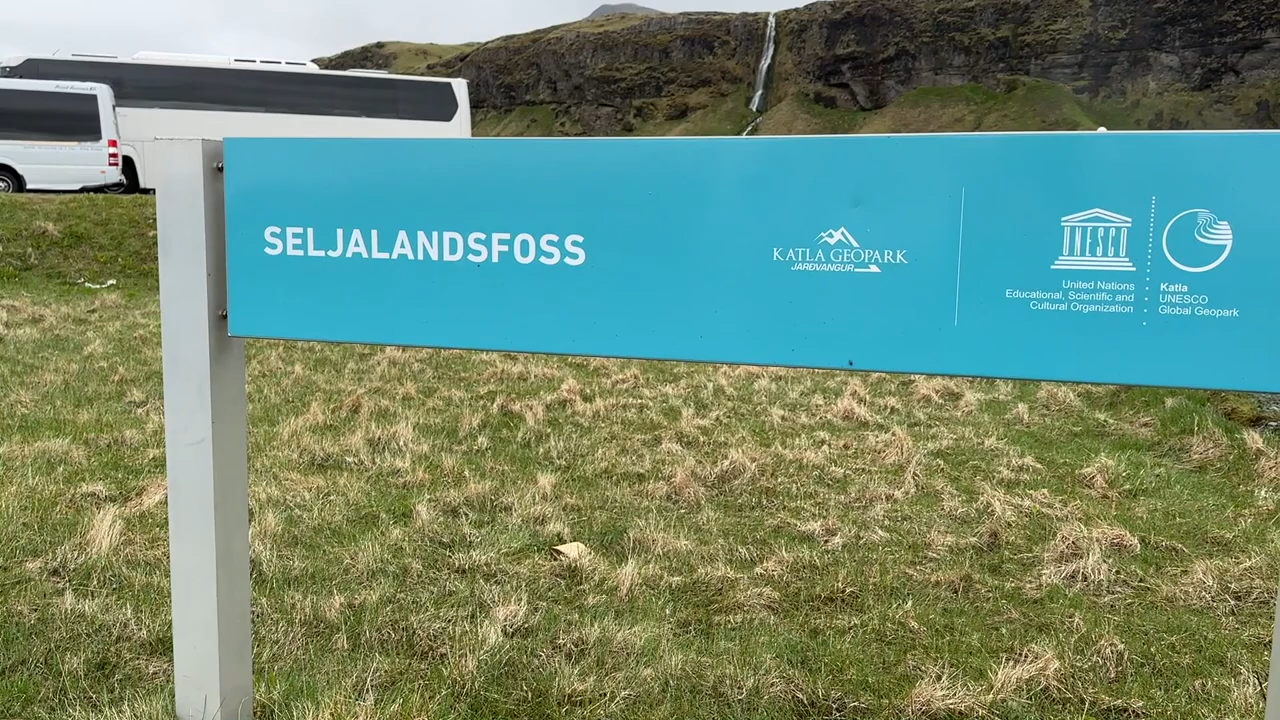 SELJALANDSFOSS
KATLA GEOPARK
JARÐVANGUR
UNESCO
United Nations
Educational, Scientific and
Cultural Organization
Katla
UNESCO
Global Geopark